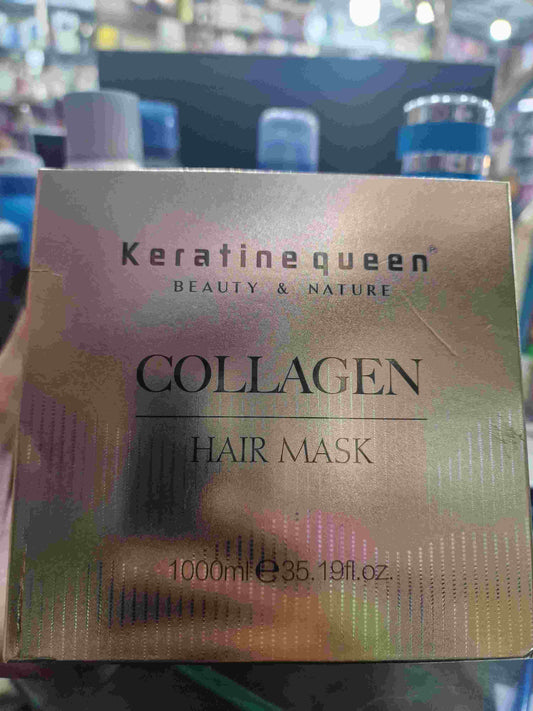 Keratine queen®
BEAUTY & NATURE
COLLAGEN
HAIR MASK
1000ml ℮ 35.19fl.oz.